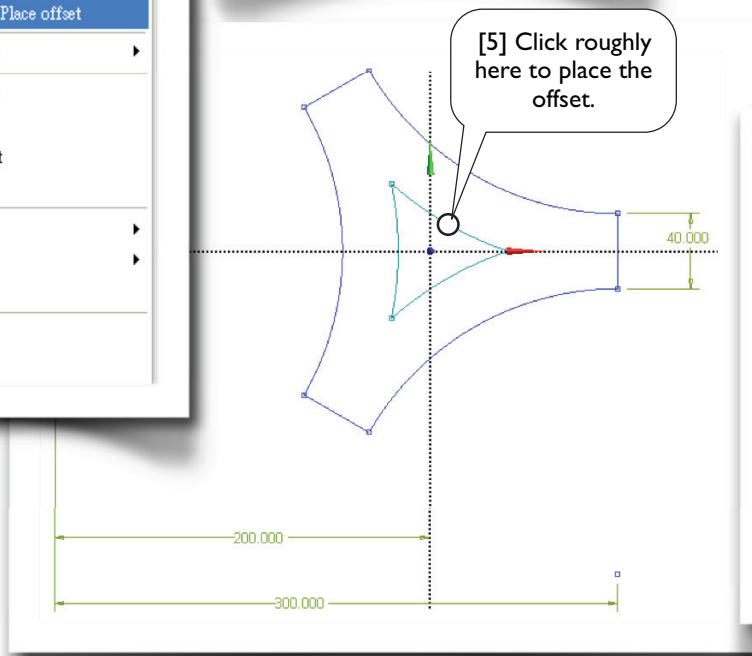 Place offset
[5] Click roughly
here to place the
offset.
40.000
200.000
300.000